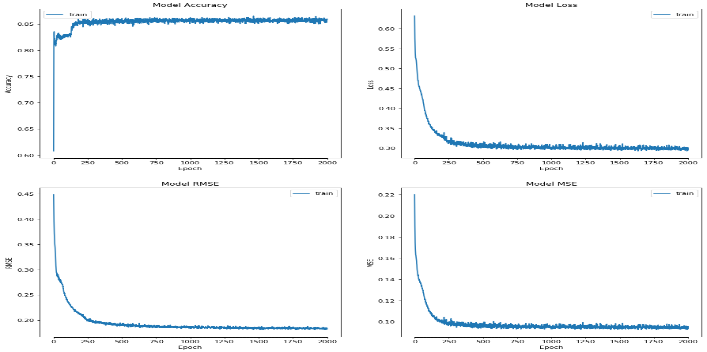 Model Accuracy
train
0.85
0.80
0.75
0.70
0.65
0.60
Accuracy
0 250 500 750 1000 1250 1500 1750 2000
Epoch
Model Loss
train
0.60
0.55
0.50
0.45
0.40
0.35
0.30
Loss
0 250 500 750 1000 1250 1500 1750 2000
Epoch
Model RMSE
train
0.45
0.40
0.35
0.30
0.25
0.20
RMSE
0 250 500 750 1000 1250 1500 1750 2000
Epoch
Model MSE
train
0.22
0.20
0.18
0.16
0.14
0.12
0.10
MSE
0 250 500 750 1000 1250 1500 1750 2000
Epoch